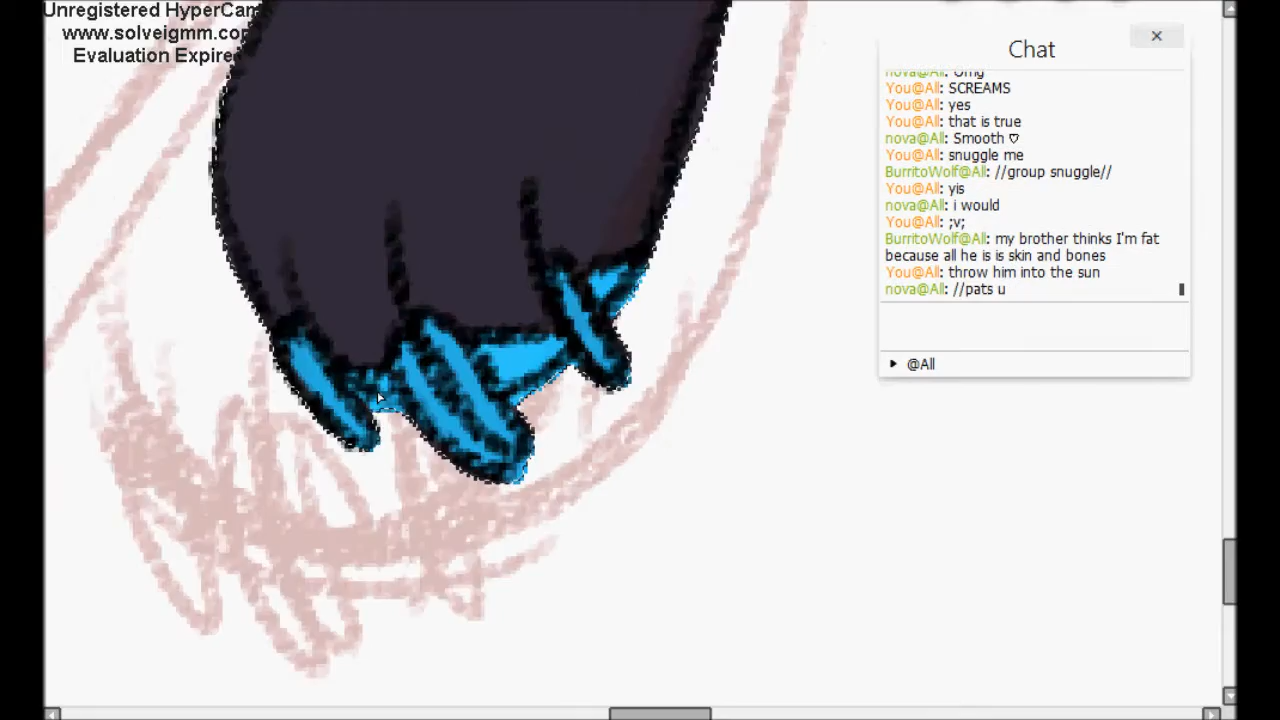 Unregistered HyperCam
www.solveigmm.com
Evaluation Expire
Chat
nova@All: Omg
You@All: SCREAMS
You@All: yes
You@All: that is true
nova@All: Smooth ♡
You@All: snuggle me
BurritoWolf@All: //group snuggle//
You@All: yis
nova@All: i would
You@All: ;v;
BurritoWolf@All: my brother thinks I'm fat
because all he is is skin and bones
You@All: throw him into the sun
nova@All: //pats u
@All